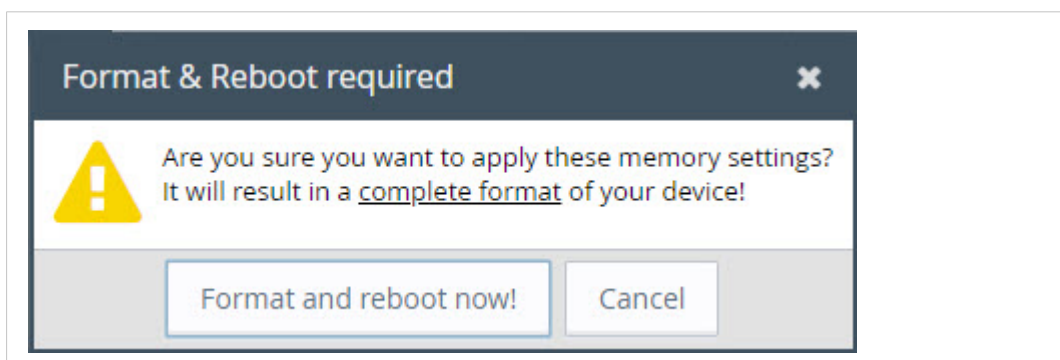 Format & Reboot required
Are you sure you want to apply these memory settings?
It will result in a complete format of your device!
Format and reboot now!
Cancel